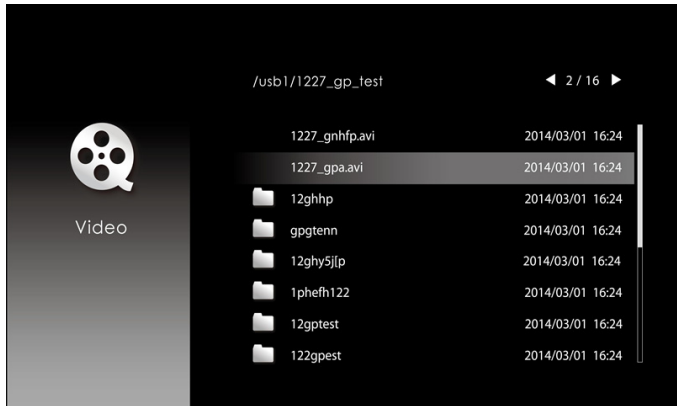 /usb1/1227_gp_test 2 / 16
1227_gnhfp.avi 2014/03/01 16:24
1227_gpa.avi 2014/03/01 16:24
12ghhp 2014/03/01 16:24
Video
gpgtenn 2014/03/01 16:24
12ghy5j[p 2014/03/01 16:24
1phefh122 2014/03/01 16:24
12gptest 2014/03/01 16:24
122gpest 2014/03/01 16:24